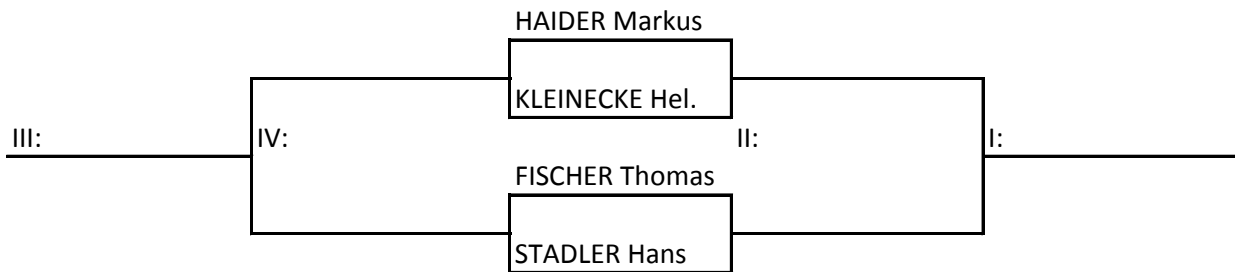 HAIDER Markus
KLEINECKE Hel.
III:
IV:
II:
I:
FISCHER Thomas
STADLER Hans